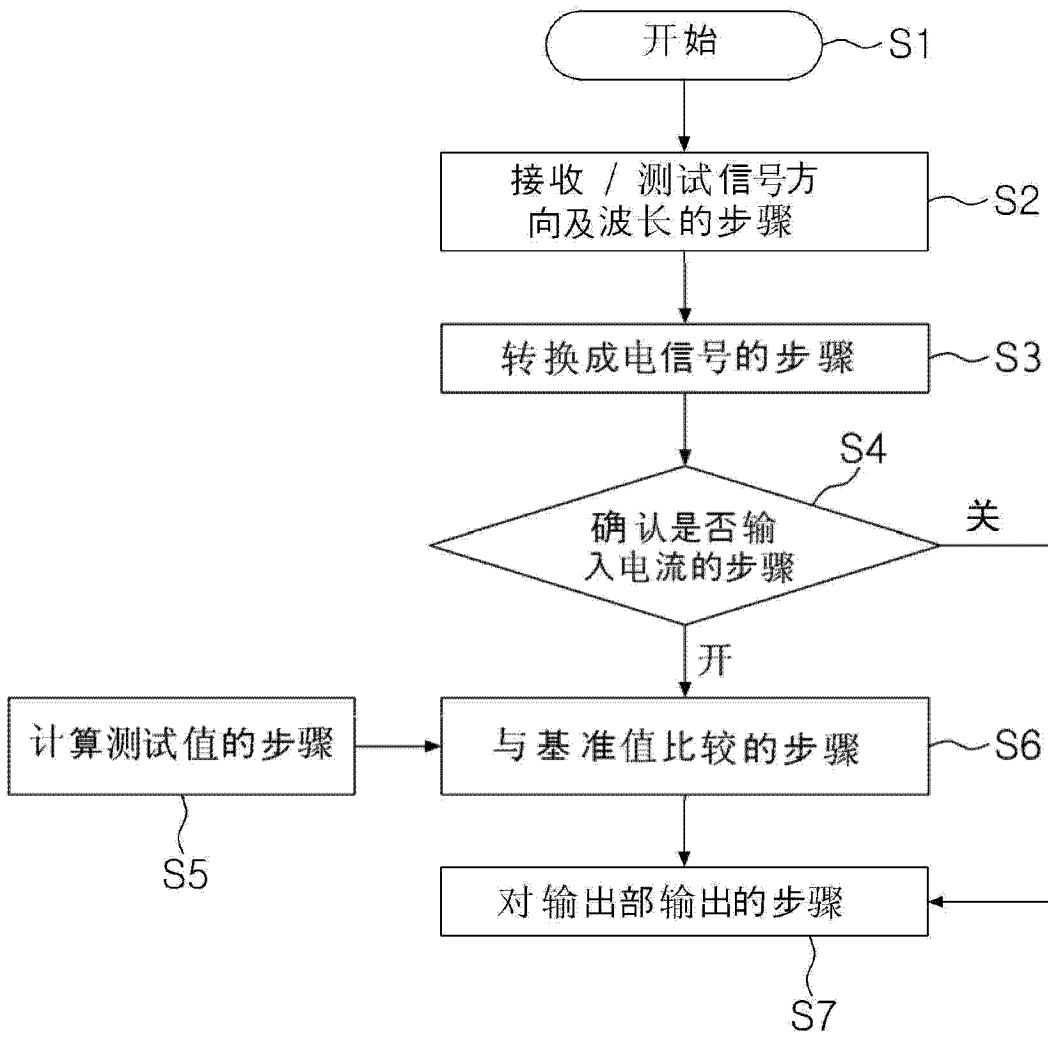 开始
S1
接收 / 测试信号方
向及波长的步骤
S2
转换成电信号的步骤
S3
S4
确认是否输
入电流的步骤
关
开
计算测试值的步骤
S5
与基准值比较的步骤
S6
对输出部输出的步骤
S7